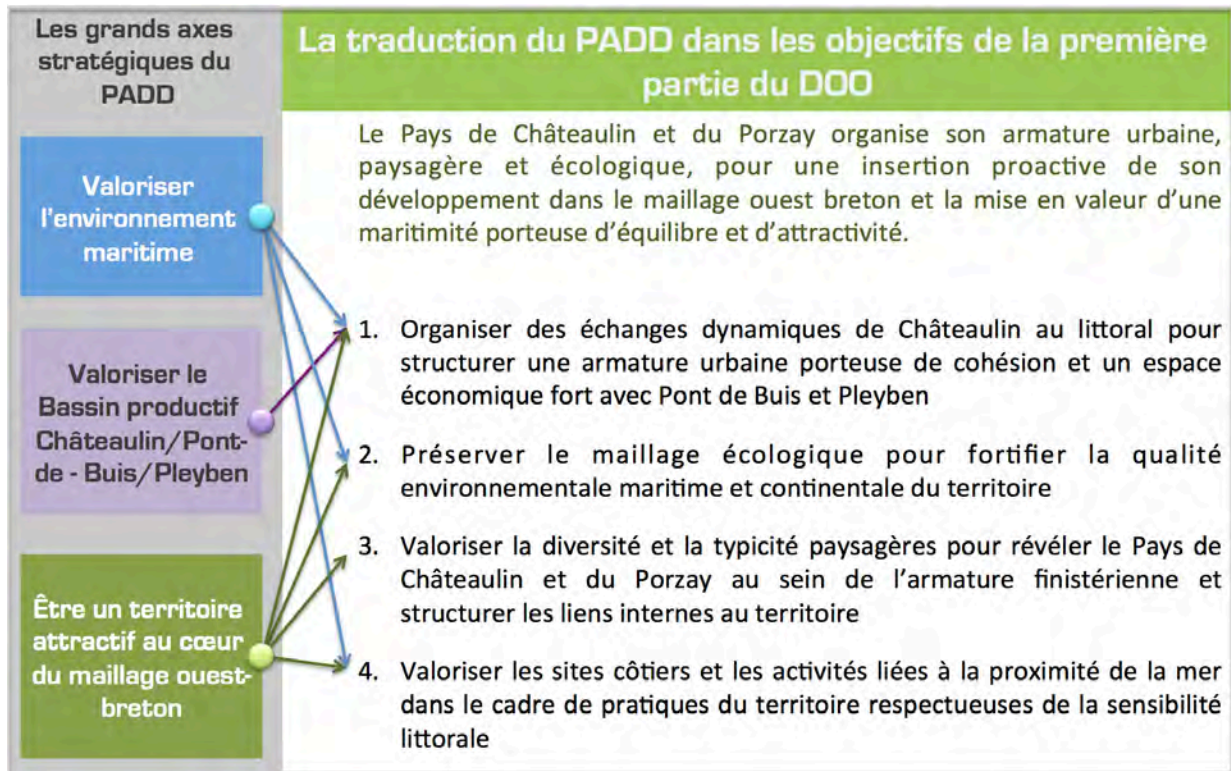 Les grands axes
stratégiques du
PADD
La traduction du PADD dans les objectifs de la première
partie du DOO
Valoriser
l'environnement
maritime
Valoriser le
Bassin productif
Châteaulin/Pont-
de - Buis/Pleyben
Être un territoire
attractif au cœur
du maillage ouest-
breton
Le Pays de Châteaulin et du Porzay organise son armature urbaine,
paysagère et écologique, pour une insertion proactive de son
développement dans le maillage ouest breton et la mise en valeur d'une
maritimité porteuse d'équilibre et d'attractivité.
1. Organiser des échanges dynamiques de Châteaulin au littoral pour
structurer une armature urbaine porteuse de cohésion et un espace
économique fort avec Pont de Buis et Pleyben
2. Préserver le maillage écologique pour fortifier la qualité
environnementale maritime et continentale du territoire
3. Valoriser la diversité et la typicité paysagères pour révéler le Pays de
Châteaulin et du Porzay au sein de l'armature finistérienne et
structurer les liens internes au territoire
4. Valoriser les sites côtiers et les activités liées à la proximité de la mer
dans le cadre de pratiques du territoire respectueuses de la sensibilité
littorale